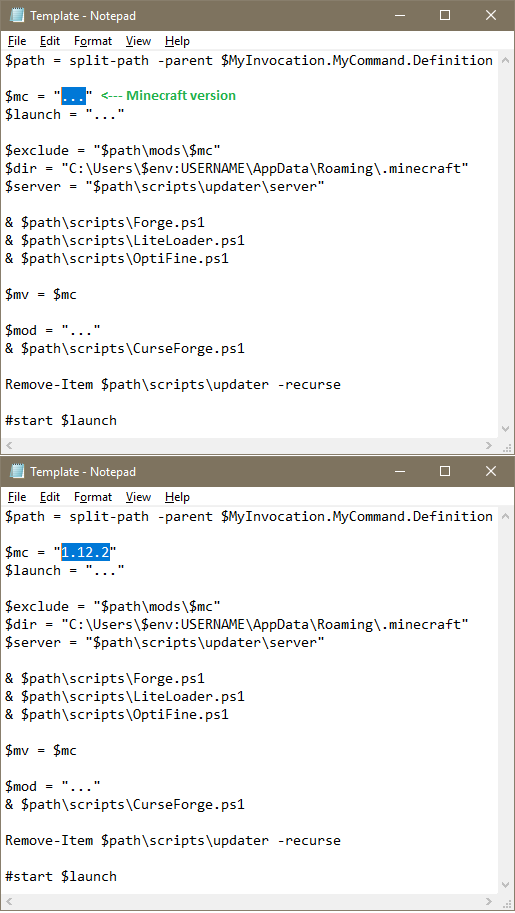 Template - Notepad
File Edit Format View Help
$path = split-path -parent $MyInvocation.MyCommand.Definition
$mc = "..." <--- Minecraft version
$launch = "..."
$exclude = "$path\mods\$mc"
$dir = "C:\Users\$env:USERNAME\AppData\Roaming\.minecraft"
$server = "$path\scripts\updater\server"
& $path\scripts\Forge.ps1
& $path\scripts\LiteLoader.ps1
& $path\scripts\OptiFine.ps1
$mv = $mc
$mod = "..."
& $path\scripts\CurseForge.ps1
Remove-Item $path\scripts\updater -recurse
#start $launch
Template - Notepad
File Edit Format View Help
$path = split-path -parent $MyInvocation.MyCommand.Definition
$mc = "1.12.2"
$launch = "..."
$exclude = "$path\mods\$mc"
$dir = "C:\Users\$env:USERNAME\AppData\Roaming\.minecraft"
$server = "$path\scripts\updater\server"
& $path\scripts\Forge.ps1
& $path\scripts\LiteLoader.ps1
& $path\scripts\OptiFine.ps1
$mv = $mc
$mod = "..."
& $path\scripts\CurseForge.ps1
Remove-Item $path\scripts\updater -recurse
#start $launch